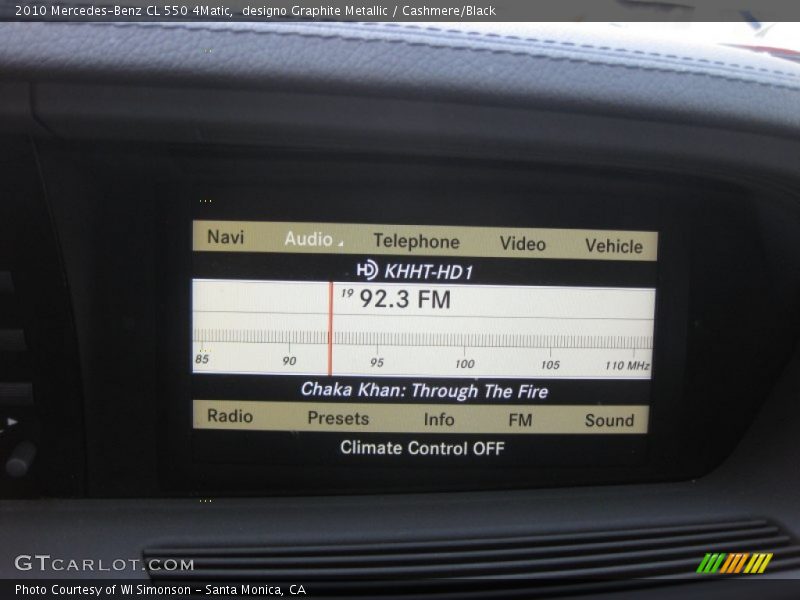 2010 Mercedes-Benz CL 550 4Matic,  designo Graphite Metallic / Cashmere/Black
Navi Audio Telephone Video Vehicle
HD KHHT-HD1
19 92.3 FM
85 90 95 100 105 110 MHz
Chaka Khan: Through The Fire
Radio Presets Info FM Sound
Climate Control OFF
GTCARLOT.COM
Photo Courtesy of WI Simonson - Santa Monica, CA